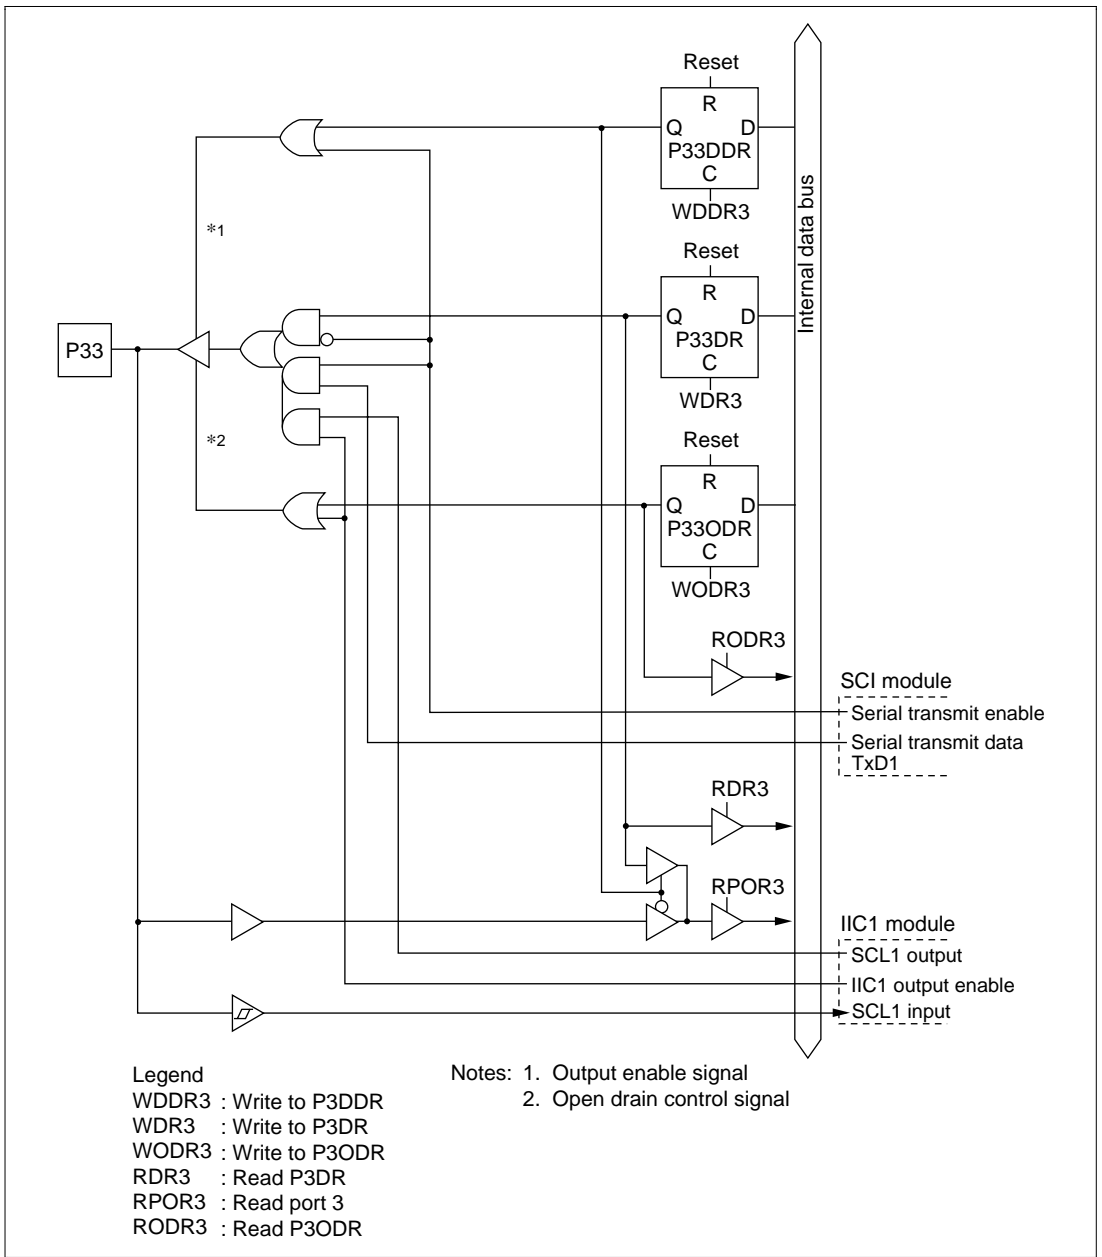 Reset
R
Q D
P33DDR
C
WDDR3
Internal data bus
*1
Reset
R
Q D
P33DR
C
WDR3
P33
*2
Reset
R
Q D
P33ODR
C
WODR3
RODR3
SCI module
Serial transmit enable
Serial transmit data
TxD1
RDR3
RPOR3
IIC1 module
SCL1 output
IIC1 output enable
SCL1 input
Legend
WDDR3 : Write to P3DDR
WDR3 : Write to P3DR
WODR3 : Write to P3ODR
RDR3 : Read P3DR
RPOR3 : Read port 3
RODR3 : Read P3ODR
Notes: 1. Output enable signal
2. Open drain control signal